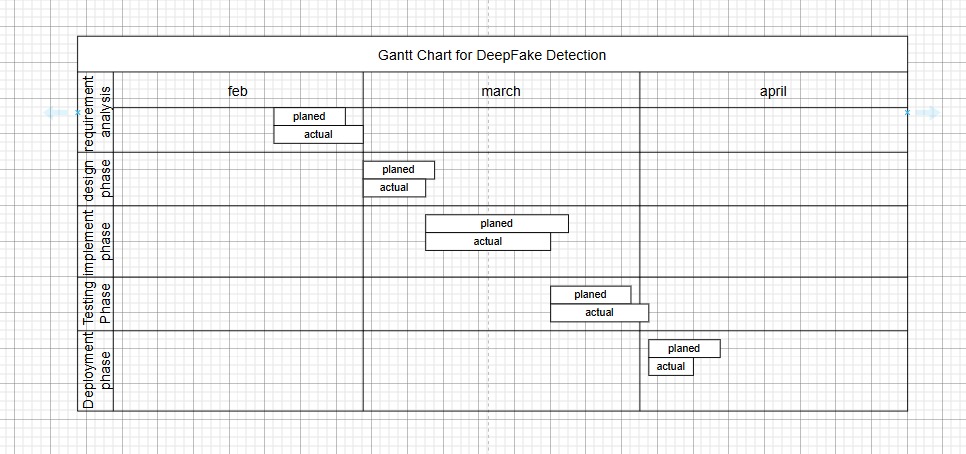 Gantt Chart for DeepFake Detection
feb
march
april
requirement
analysis
planed
actual
design
phase
planed
actual
implement
phase
planed
actual
Testing
Phase
planed
actual
Deployment
phase
planed
actual